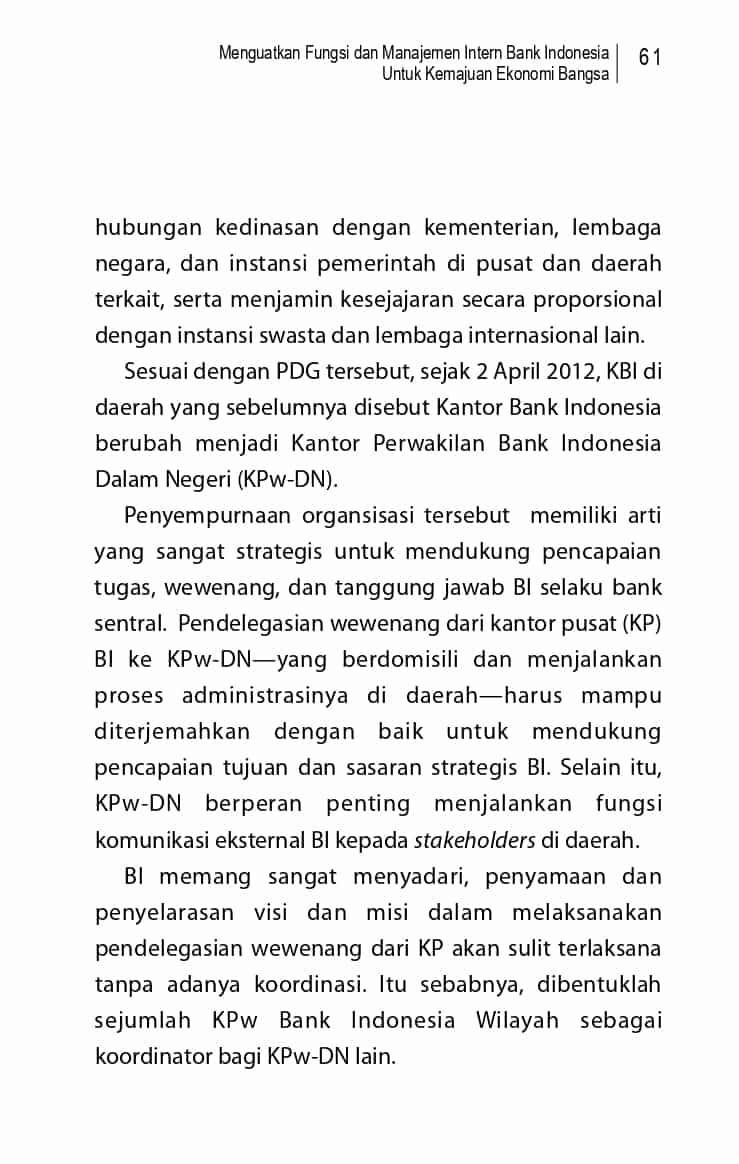 Menguatkan Fungsi dan Manajemen Intern Bank Indonesia
Untuk Kemajuan Ekonomi Bangsa
61
hubungan kedinasan dengan kementerian, lembaga
negara, dan instansi pemerintah di pusat dan daerah
terkait, serta menjamin kesejajaran secara proporsional
dengan instansi swasta dan lembaga internasional lain.
Sesuai dengan PDG tersebut, sejak 2 April 2012, KBI di
daerah yang sebelumnya disebut Kantor Bank Indonesia
berubah menjadi Kantor Perwakilan Bank Indonesia
Dalam Negeri (KPw-DN).
Penyempurnaan organsisasi tersebut memiliki arti
yang sangat strategis untuk mendukung pencapaian
tugas, wewenang, dan tanggung jawab BI selaku bank
sentral. Pendelegasian wewenang dari kantor pusat (KP)
BI ke KPw-DN—yang berdomisili dan menjalankan
proses administrasinya di daerah—harus mampu
diterjemahkan dengan baik untuk mendukung
pencapaian tujuan dan sasaran strategis BI. Selain itu,
KPw-DN berperan penting menjalankan fungsi
komunikasi eksternal BI kepada stakeholders di daerah.
BI memang sangat menyadari, penyamaan dan
penyelarasan visi dan misi dalam melaksanakan
pendelegasian wewenang dari KP akan sulit terlaksana
tanpa adanya koordinasi. Itu sebabnya, dibentuklah
sejumlah KPw Bank Indonesia Wilayah sebagai
koordinator bagi KPw-DN lain.